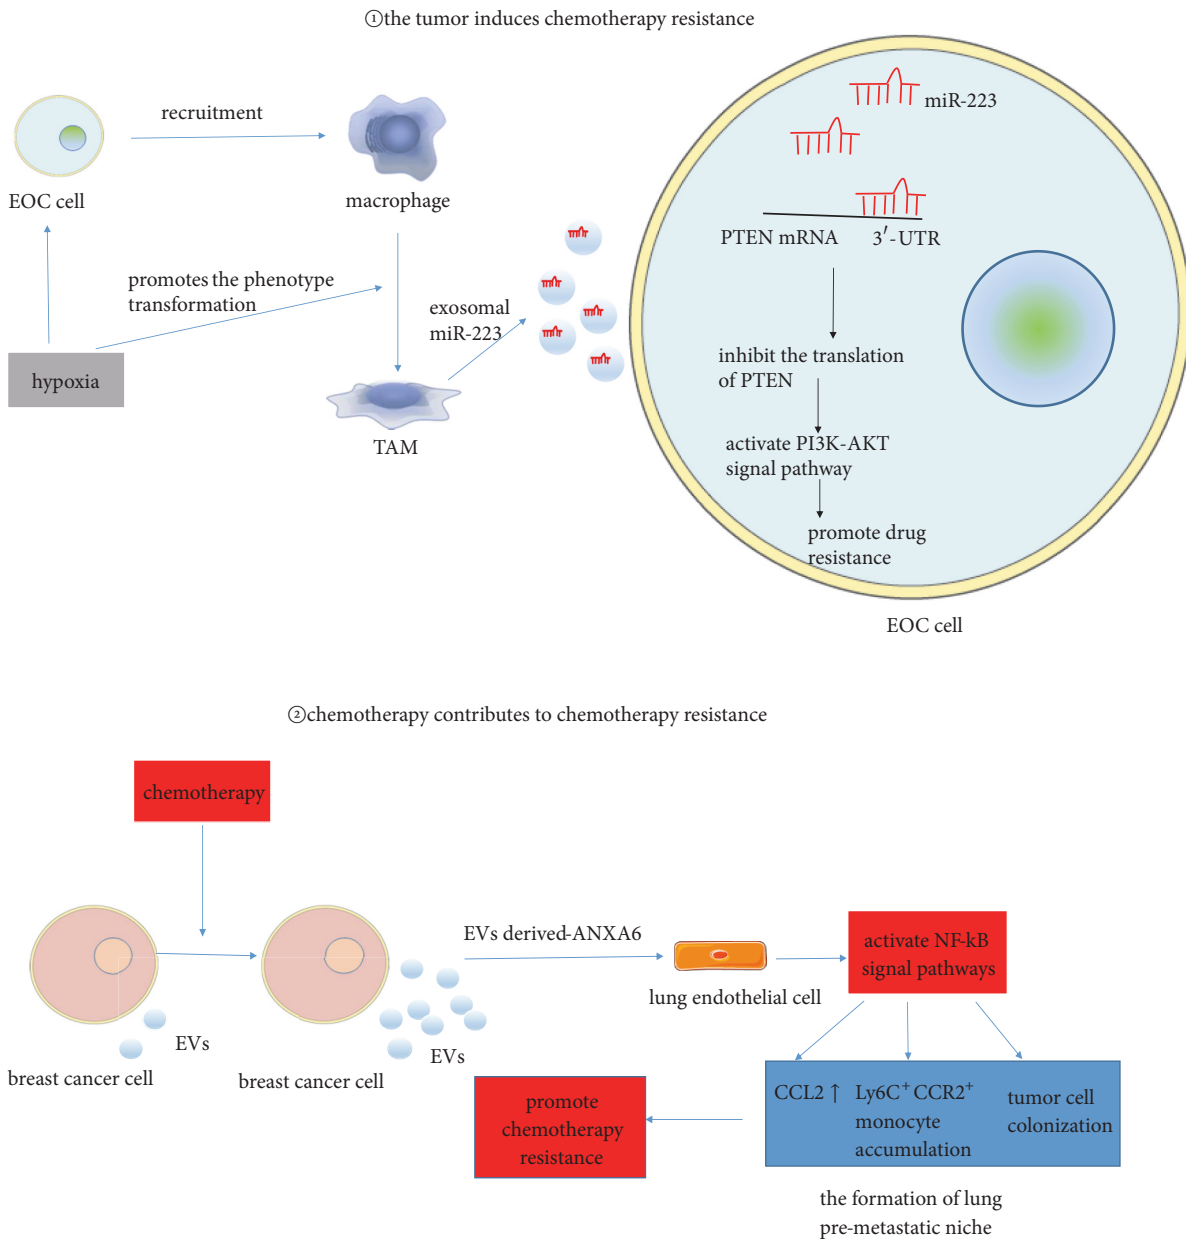 ①the tumor induces chemotherapy resistance
recruitment
EOC cell
macrophage
miR-223
PTEN mRNA
3′-UTR
promotes the phenotype
transformation
exosomal
miR-223
hypoxia
TAM
inhibit the translation
of PTEN
activate PI3K-AKT
signal pathway
promote drug
resistance
EOC cell
②chemotherapy contributes to chemotherapy resistance
chemotherapy
EVs
breast cancer cell
EVs
breast cancer cell
EVs derived-ANXA6
lung endothelial cell
activate NF-kB
signal pathways
CCL2 ↑
Ly6C⁺ CCR2⁺
monocyte
accumulation
tumor cell
colonization
promote
chemotherapy
resistance
the formation of lung
pre-metastatic niche